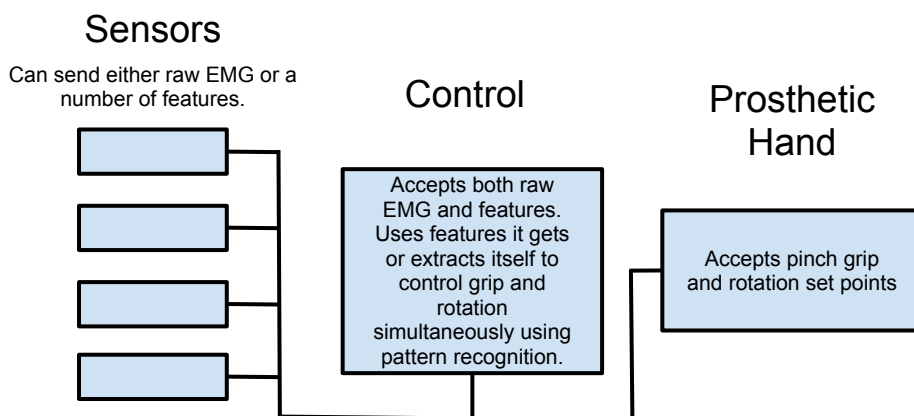 Sensors
Can send either raw EMG or a
number of features.
Control
Accepts both raw
EMG and features.
Uses features it gets
or extracts itself to
control grip and
rotation
simultaneously using
pattern recognition.
Prosthetic
Hand
Accepts pinch grip
and rotation set points